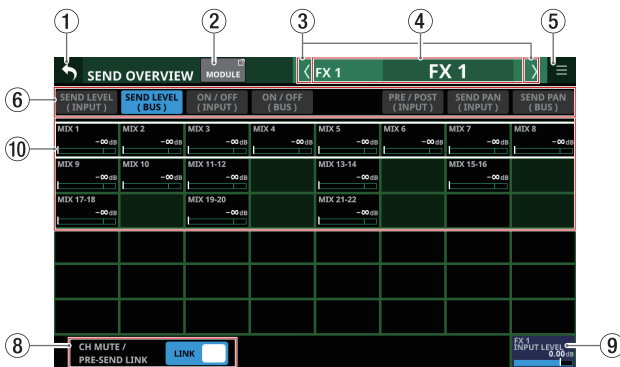 1 2 3 4 5
SEND OVERVIEW MODULE FX 1 FX 1
6
SEND LEVEL (INPUT) SEND LEVEL (BUS) ON / OFF (INPUT) ON / OFF (BUS) PRE / POST (INPUT) SEND PAN (INPUT) SEND PAN (BUS)
10
MIX 1 MIX 2 MIX 3 MIX 4 MIX 5 MIX 6 MIX 7 MIX 8
-∞dB -∞dB -∞dB -∞dB -∞dB -∞dB -∞dB -∞dB
MIX 9 MIX 10 MIX 11-12 MIX 13-14 MIX 15-16
-∞dB -∞dB -∞dB -∞dB -∞dB
MIX 17-18 MIX 19-20 MIX 21-22
-∞dB -∞dB -∞dB
8 CH MUTE / PRE-SEND LINK LINK
FX 1 INPUT LEVEL 0.00dB 9